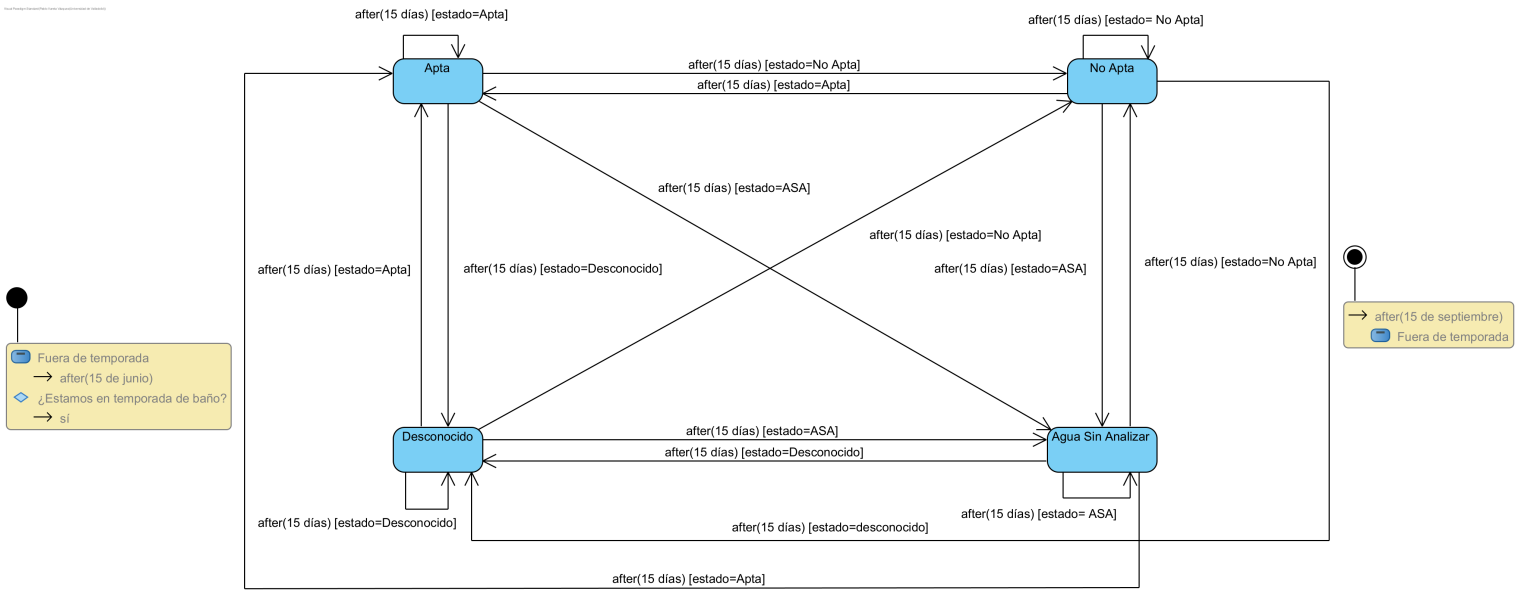 after(15 días) [estado=Apta]
after(15 días) [estado= No Apta]
Apta
after(15 días) [estado=No Apta]
No Apta
after(15 días) [estado=Apta]
after(15 días) [estado=ASA]
after(15 días) [estado=No Apta]
after(15 días) [estado=Apta]
after(15 días) [estado=Desconocido]
after(15 días) [estado=ASA]
after(15 días) [estado=No Apta]
Fuera de temporada
after(15 de junio)
¿Estamos en temporada de baño?
sí
after(15 de septiembre)
Fuera de temporada
Desconocido
after(15 días) [estado=ASA]
Agua Sin Analizar
after(15 días) [estado=Desconocido]
after(15 días) [estado=Desconocido]
after(15 días) [estado= ASA]
after(15 días) [estado=desconocido]
after(15 días) [estado=Apta]